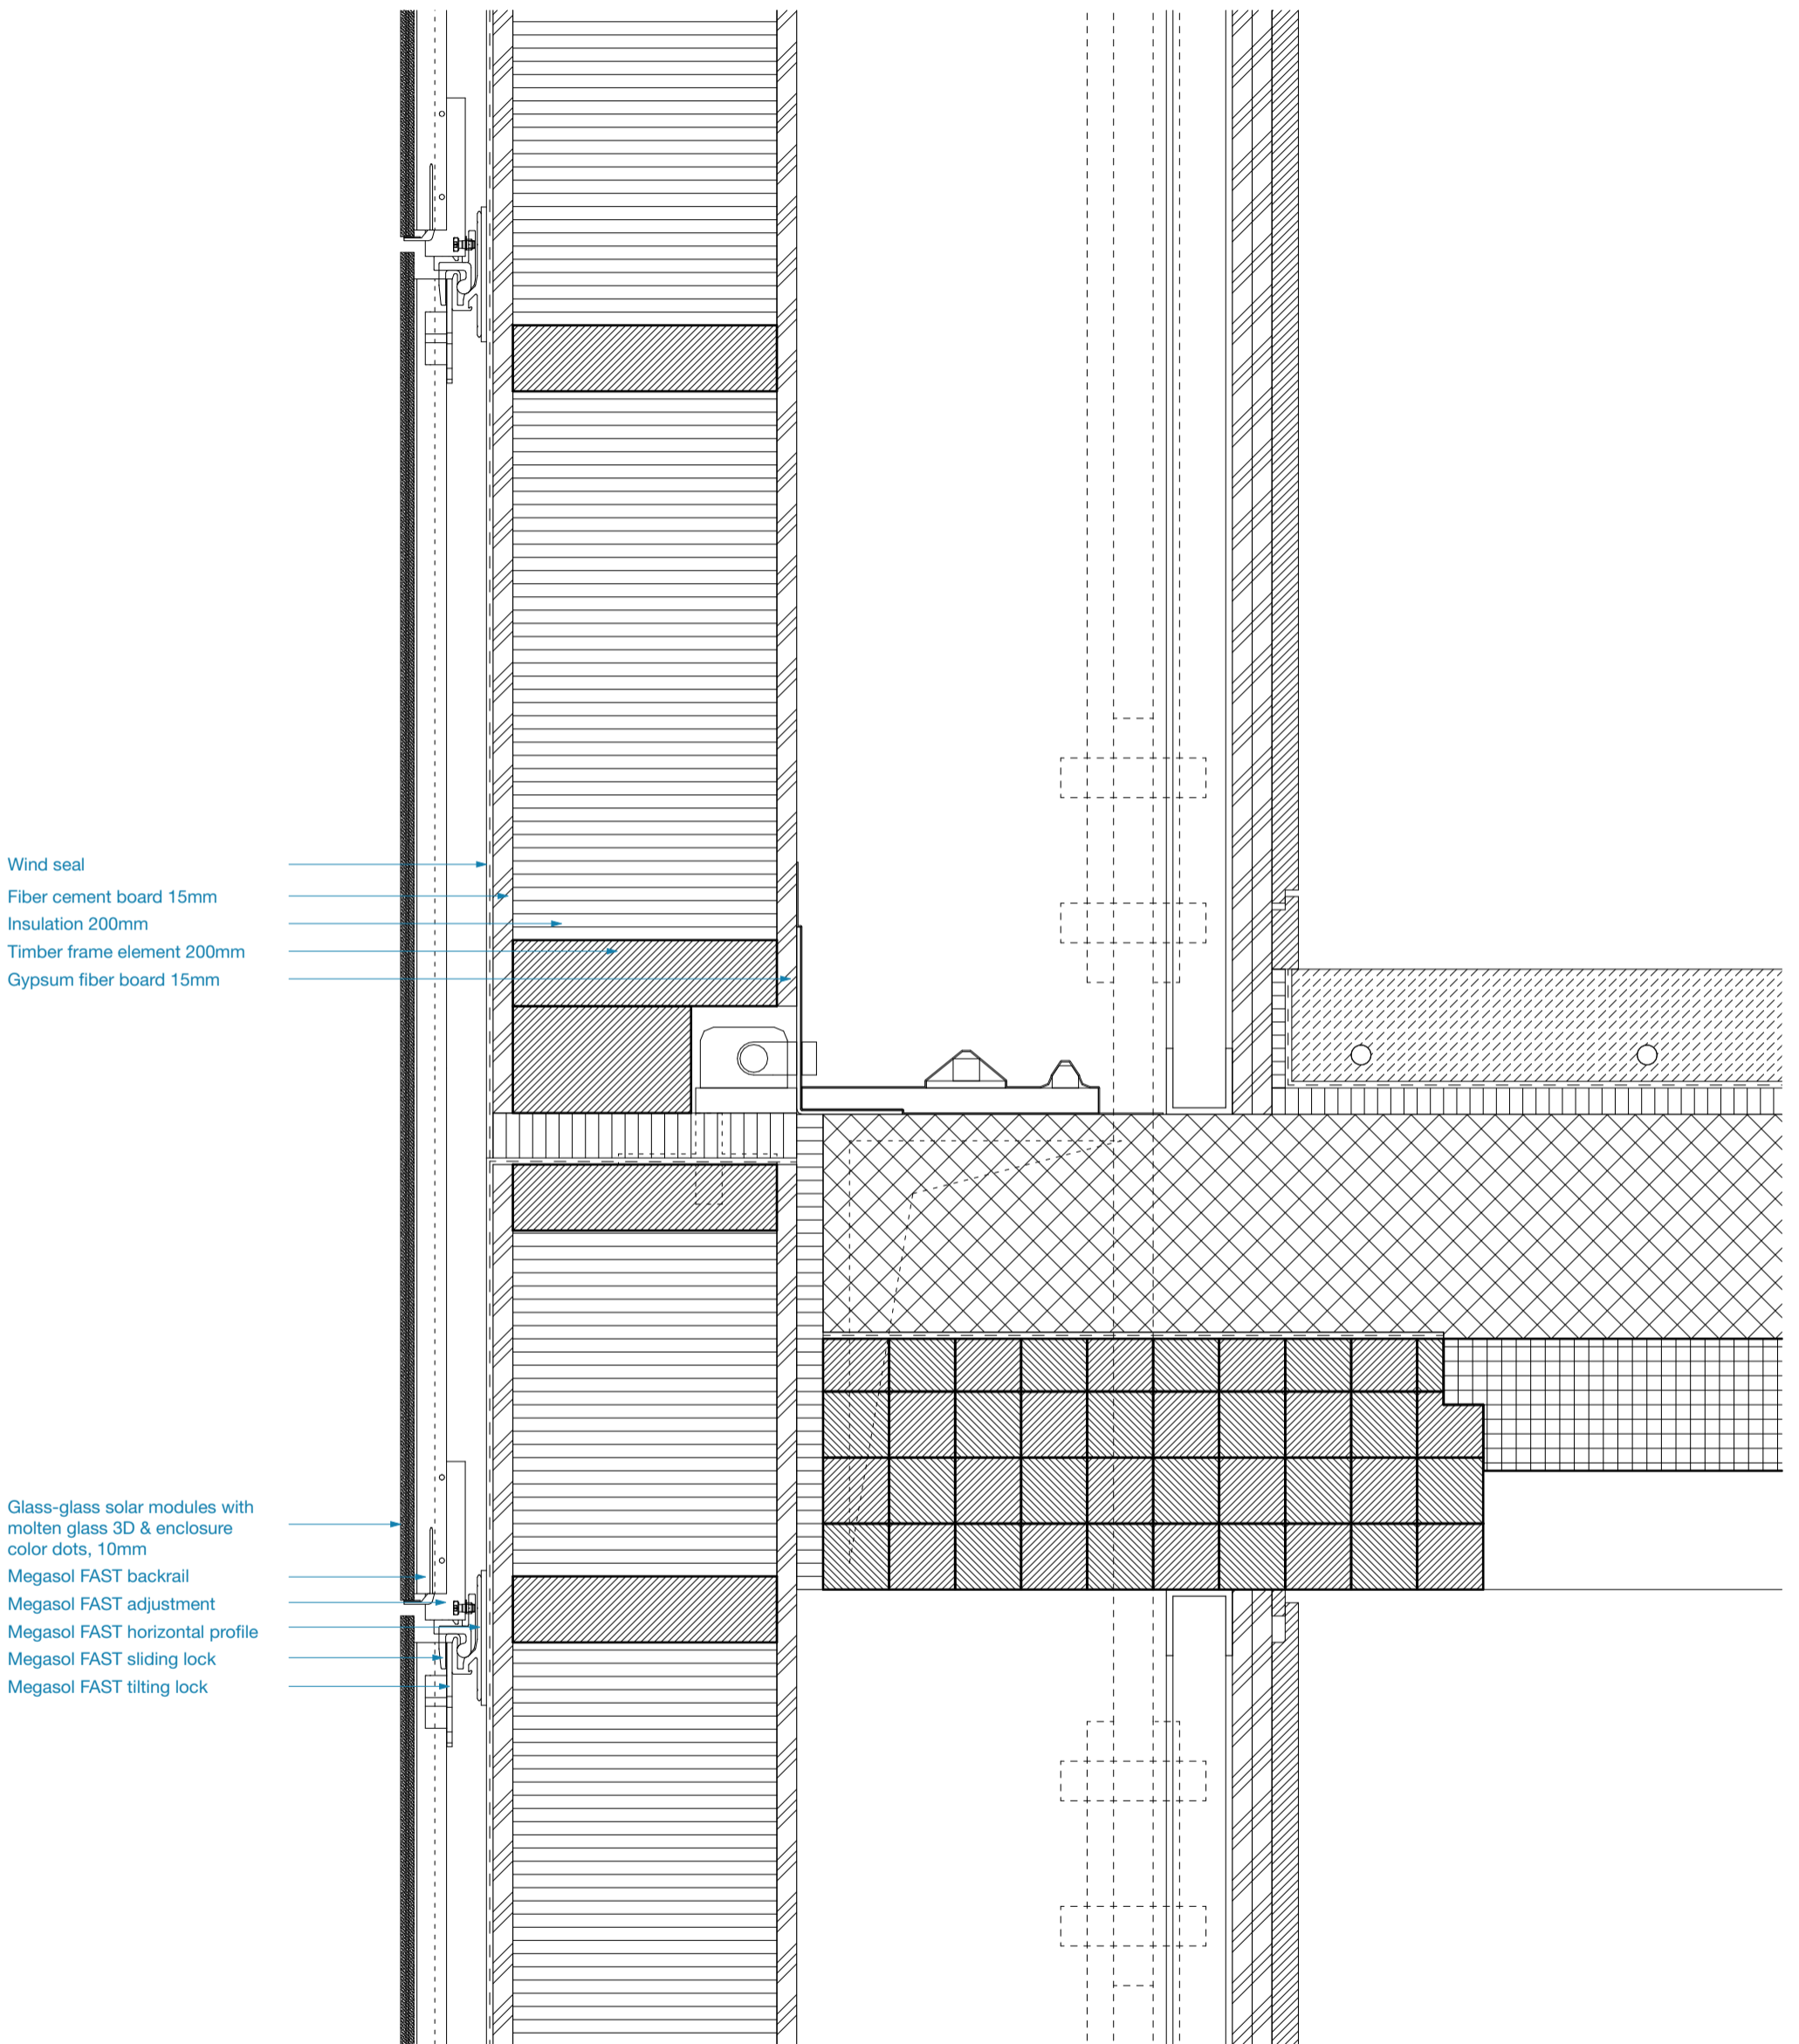 Wind seal
Fiber cement board 15mm
Insulation 200mm
Timber frame element 200mm
Gypsum fiber board 15mm
Glass-glass solar modules with
molten glass 3D & enclosure
color dots, 10mm
Megasol FAST backrail
Megasol FAST adjustment
Megasol FAST horizontal profile
Megasol FAST sliding lock
Megasol FAST tilting lock